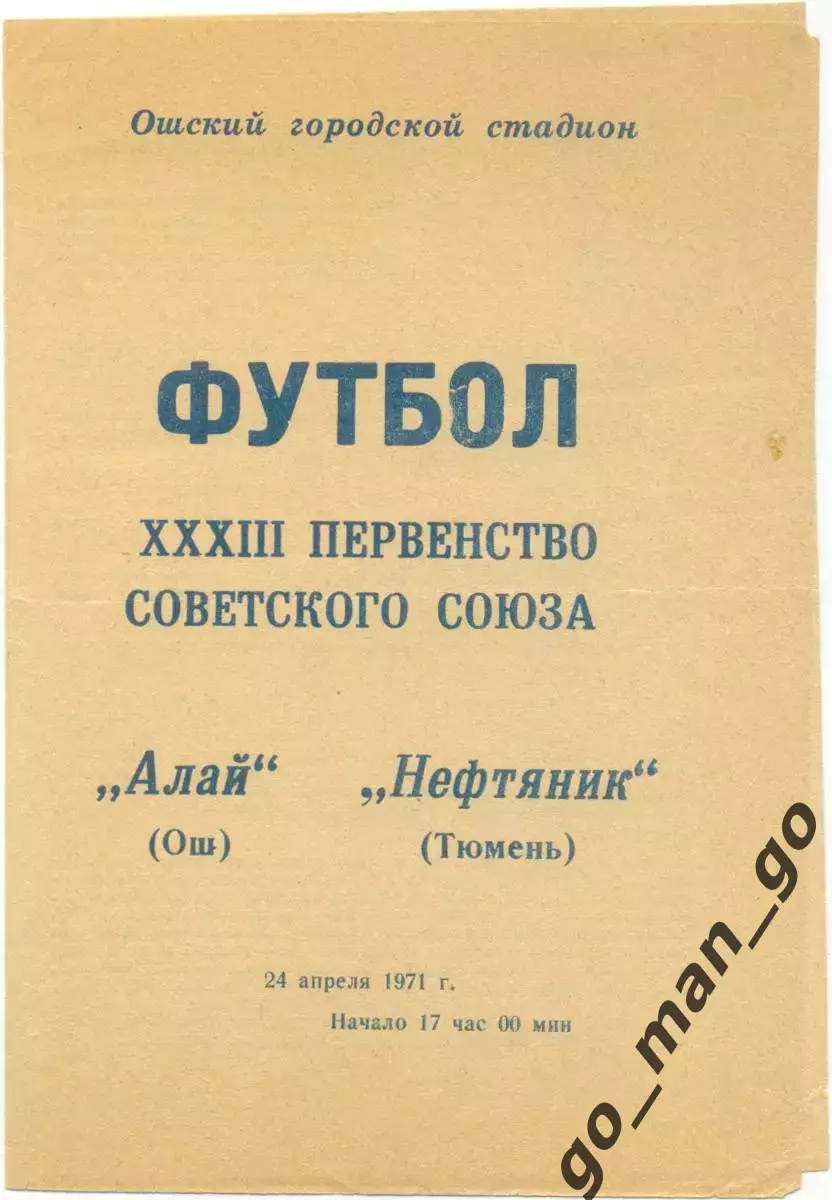 Ошский городской стадион
ФУТБОЛ
XXXIII ПЕРВЕНСТВО
СОВЕТСКОГО СОЮЗА
„Алай“ „Нефтяник“
(Ош) (Тюмень)
24 апреля 1971 г.
Начало 17 час 00 мин
go_man_go